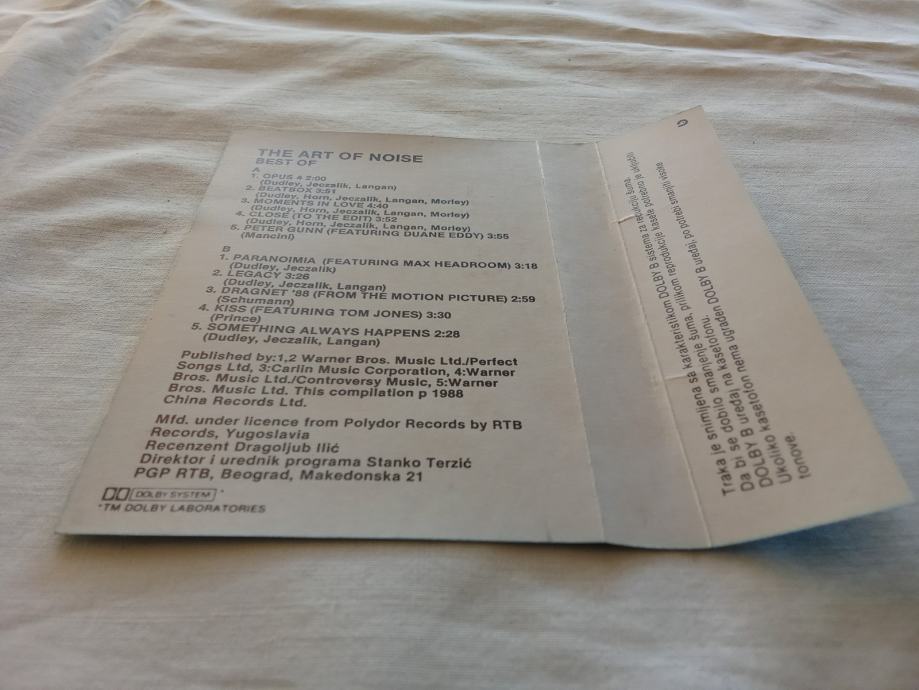 THE ART OF NOISE
BEST OF
A
1. OPUS 4 2:00
(Dudley, Jeczalik, Langan)
2. BEATBOX 3:51
(Dudley, Horn, Jeczalik, Langan, Morley)
3. MOMENTS IN LOVE 4:40
(Dudley, Horn, Jeczalik, Langan, Morley)
4. CLOSE (TO THE EDIT) 3:52
(Dudley, Horn, Jeczalik, Langan, Morley)
5. PETER GUNN (FEATURING DUANE EDDY) 3:55
(Mancini)
B
1. PARANOIMIA (FEATURING MAX HEADROOM) 3:18
(Dudley, Jeczalik)
2. LEGACY 3:26
(Dudley, Jeczalik, Langan)
3. DRAGNET '88 (FROM THE MOTION PICTURE) 2:59
(Schumann)
4. KISS (FEATURING TOM JONES) 3:30
(Prince)
5. SOMETHING ALWAYS HAPPENS 2:28
(Dudley, Jeczalik, Langan)
Published by:1,2 Warner Bros. Music Ltd./Perfect
Songs Ltd, 3:Carlin Music Corporation, 4:Warner
Bros. Music Ltd./Controversy Music, 5:Warner
Bros. Music Ltd. This compilation p 1988
China Records Ltd.
Mfd. under licence from Polydor Records by RTB
Records, Yugoslavia
Recenzent Dragoljub Ilić
Direktor i urednik programa Stanko Terzić
PGP RTB, Beograd, Makedonska 21
DOLBY SYSTEM *
*TM DOLBY LABORATORIES
Traka je snimljena sa karakteristikom DOLBY B sistema za redukciju šuma.
Da bi se dobilo smanjenje šuma, prilikom reprodukcije kasete potrebno je uključiti
DOLBY B uređaj na kasetofonu.
Ukoliko kasetofon nema ugrađen DOLBY B uređaj, po potrebi smanjiti visoke
tonove.